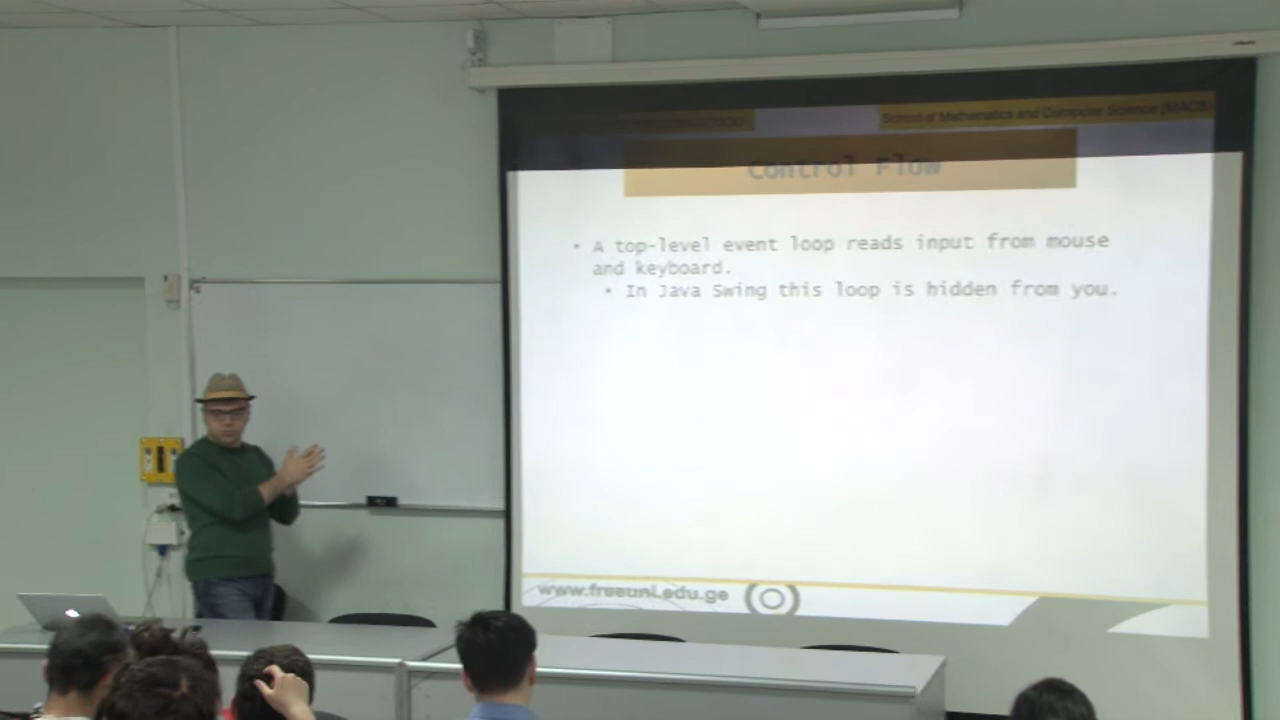 School of Mathematics and Computer Science (MACS)
Control Flow
• A top-level event loop reads input from mouse
and keyboard.
• In Java Swing this loop is hidden from you.
www.freeuni.edu.ge